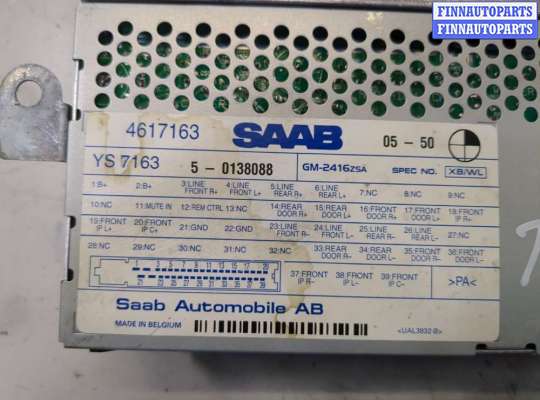 FINNAUTOPARTS
FINNAUTOPARTS
4617163 SAAB 05 - 50
YS 7163 5 - 0138088 GM-2416ZSA SPEC NO. XB/WL
1:B+ 2:B+ 3:LINE FRONT R+ 4:LINE FRONT L+ 5:LINE REAR R+ 6:LINE REAR L+ 7:NC 8:NC 9:NC
10:NC 11:MUTE IN 12:REM CTRL 13:NC 14:REAR DOOR R+ 15:REAR DOOR L+ 16:FRONT DOOR R+ 17:FRONT DOOR L+ 18:FRONT IP R+
19:FRONT IP L+ 20:FRONT IP C+ 21:GND 22:GND 23:LINE FRONT R- 24:LINE FRONT L- 25:LINE REAR R- 26:LINE REAR L- 27:NC
28:NC 29:NC 30:NC 31:NC 32:NC 33:REAR DOOR R- 34:REAR DOOR L- 35:FRONT DOOR R- 36:FRONT DOOR L-
37:FRONT IP R- 38:FRONT IP L- 39:FRONT IP C- >PA<
Saab Automobile AB
MADE IN BELGIUM <UAL3832-B>